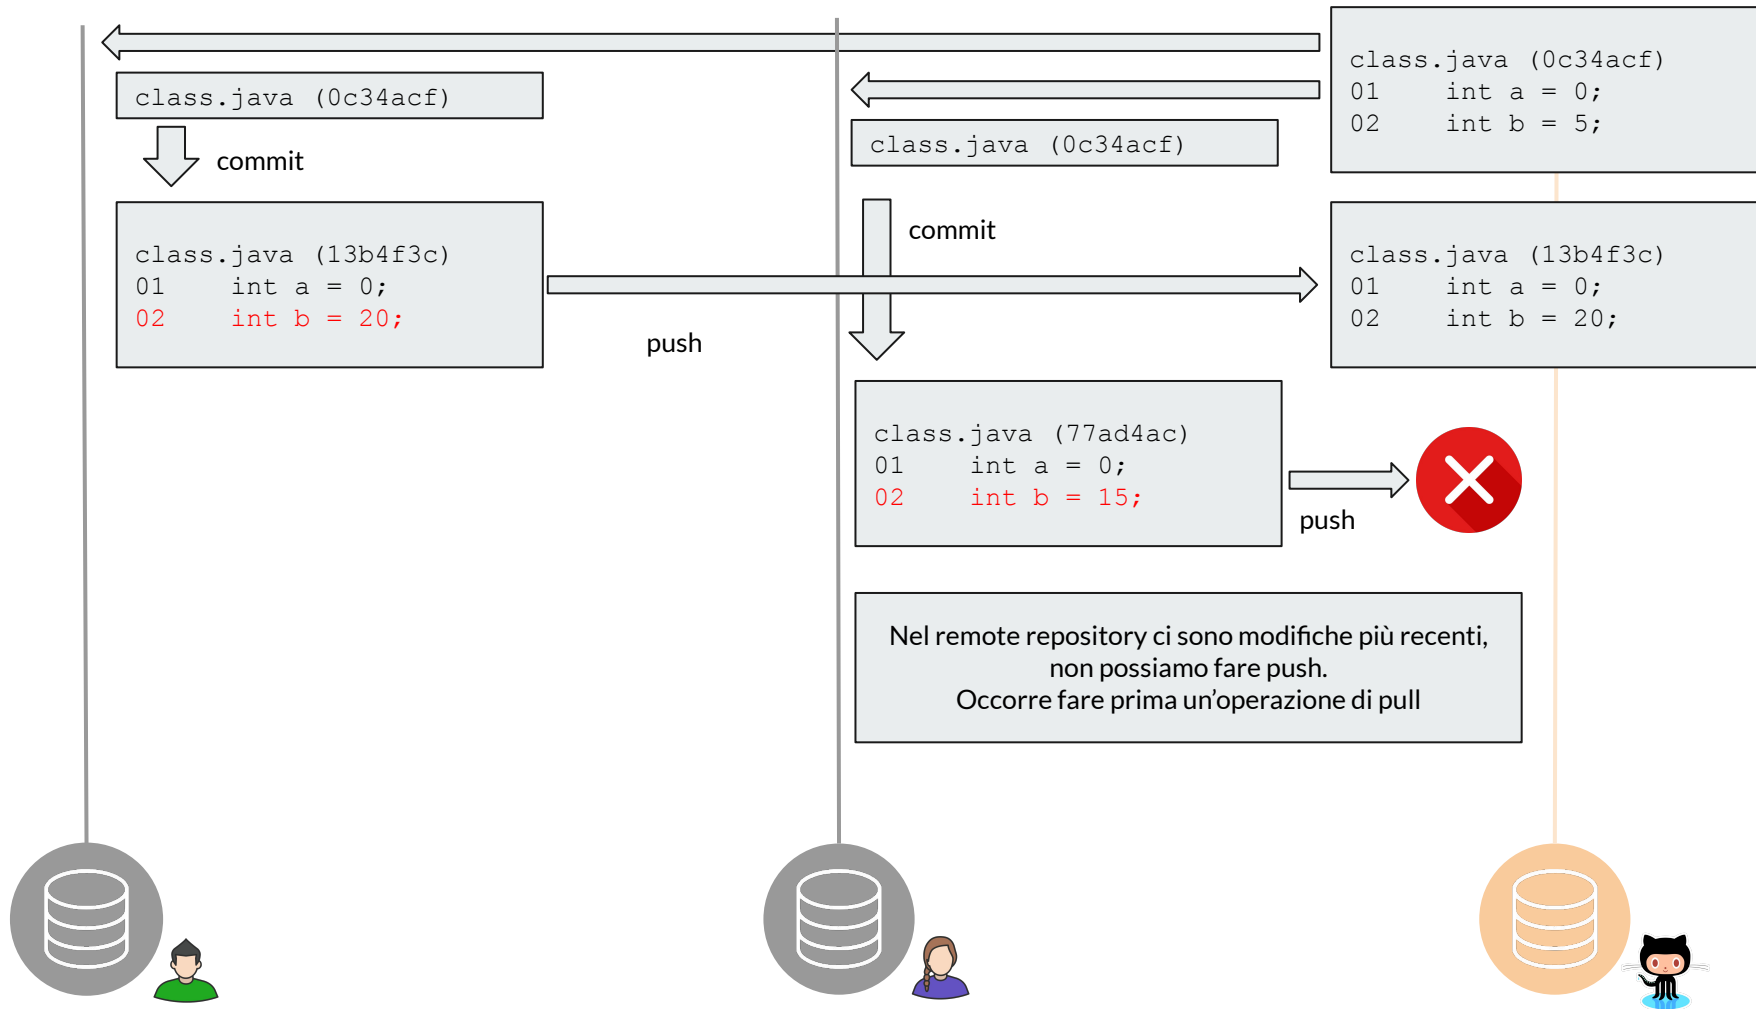 class.java (0c34acf)
01    int a = 0;
02    int b = 5;
class.java (0c34acf)
class.java (0c34acf)
commit
commit
class.java (13b4f3c)
01    int a = 0;
02    int b = 20;
push
class.java (13b4f3c)
01    int a = 0;
02    int b = 20;
class.java (77ad4ac)
01    int a = 0;
02    int b = 15;
push
Nel remote repository ci sono modifiche più recenti,
non possiamo fare push.
Occorre fare prima un’operazione di pull